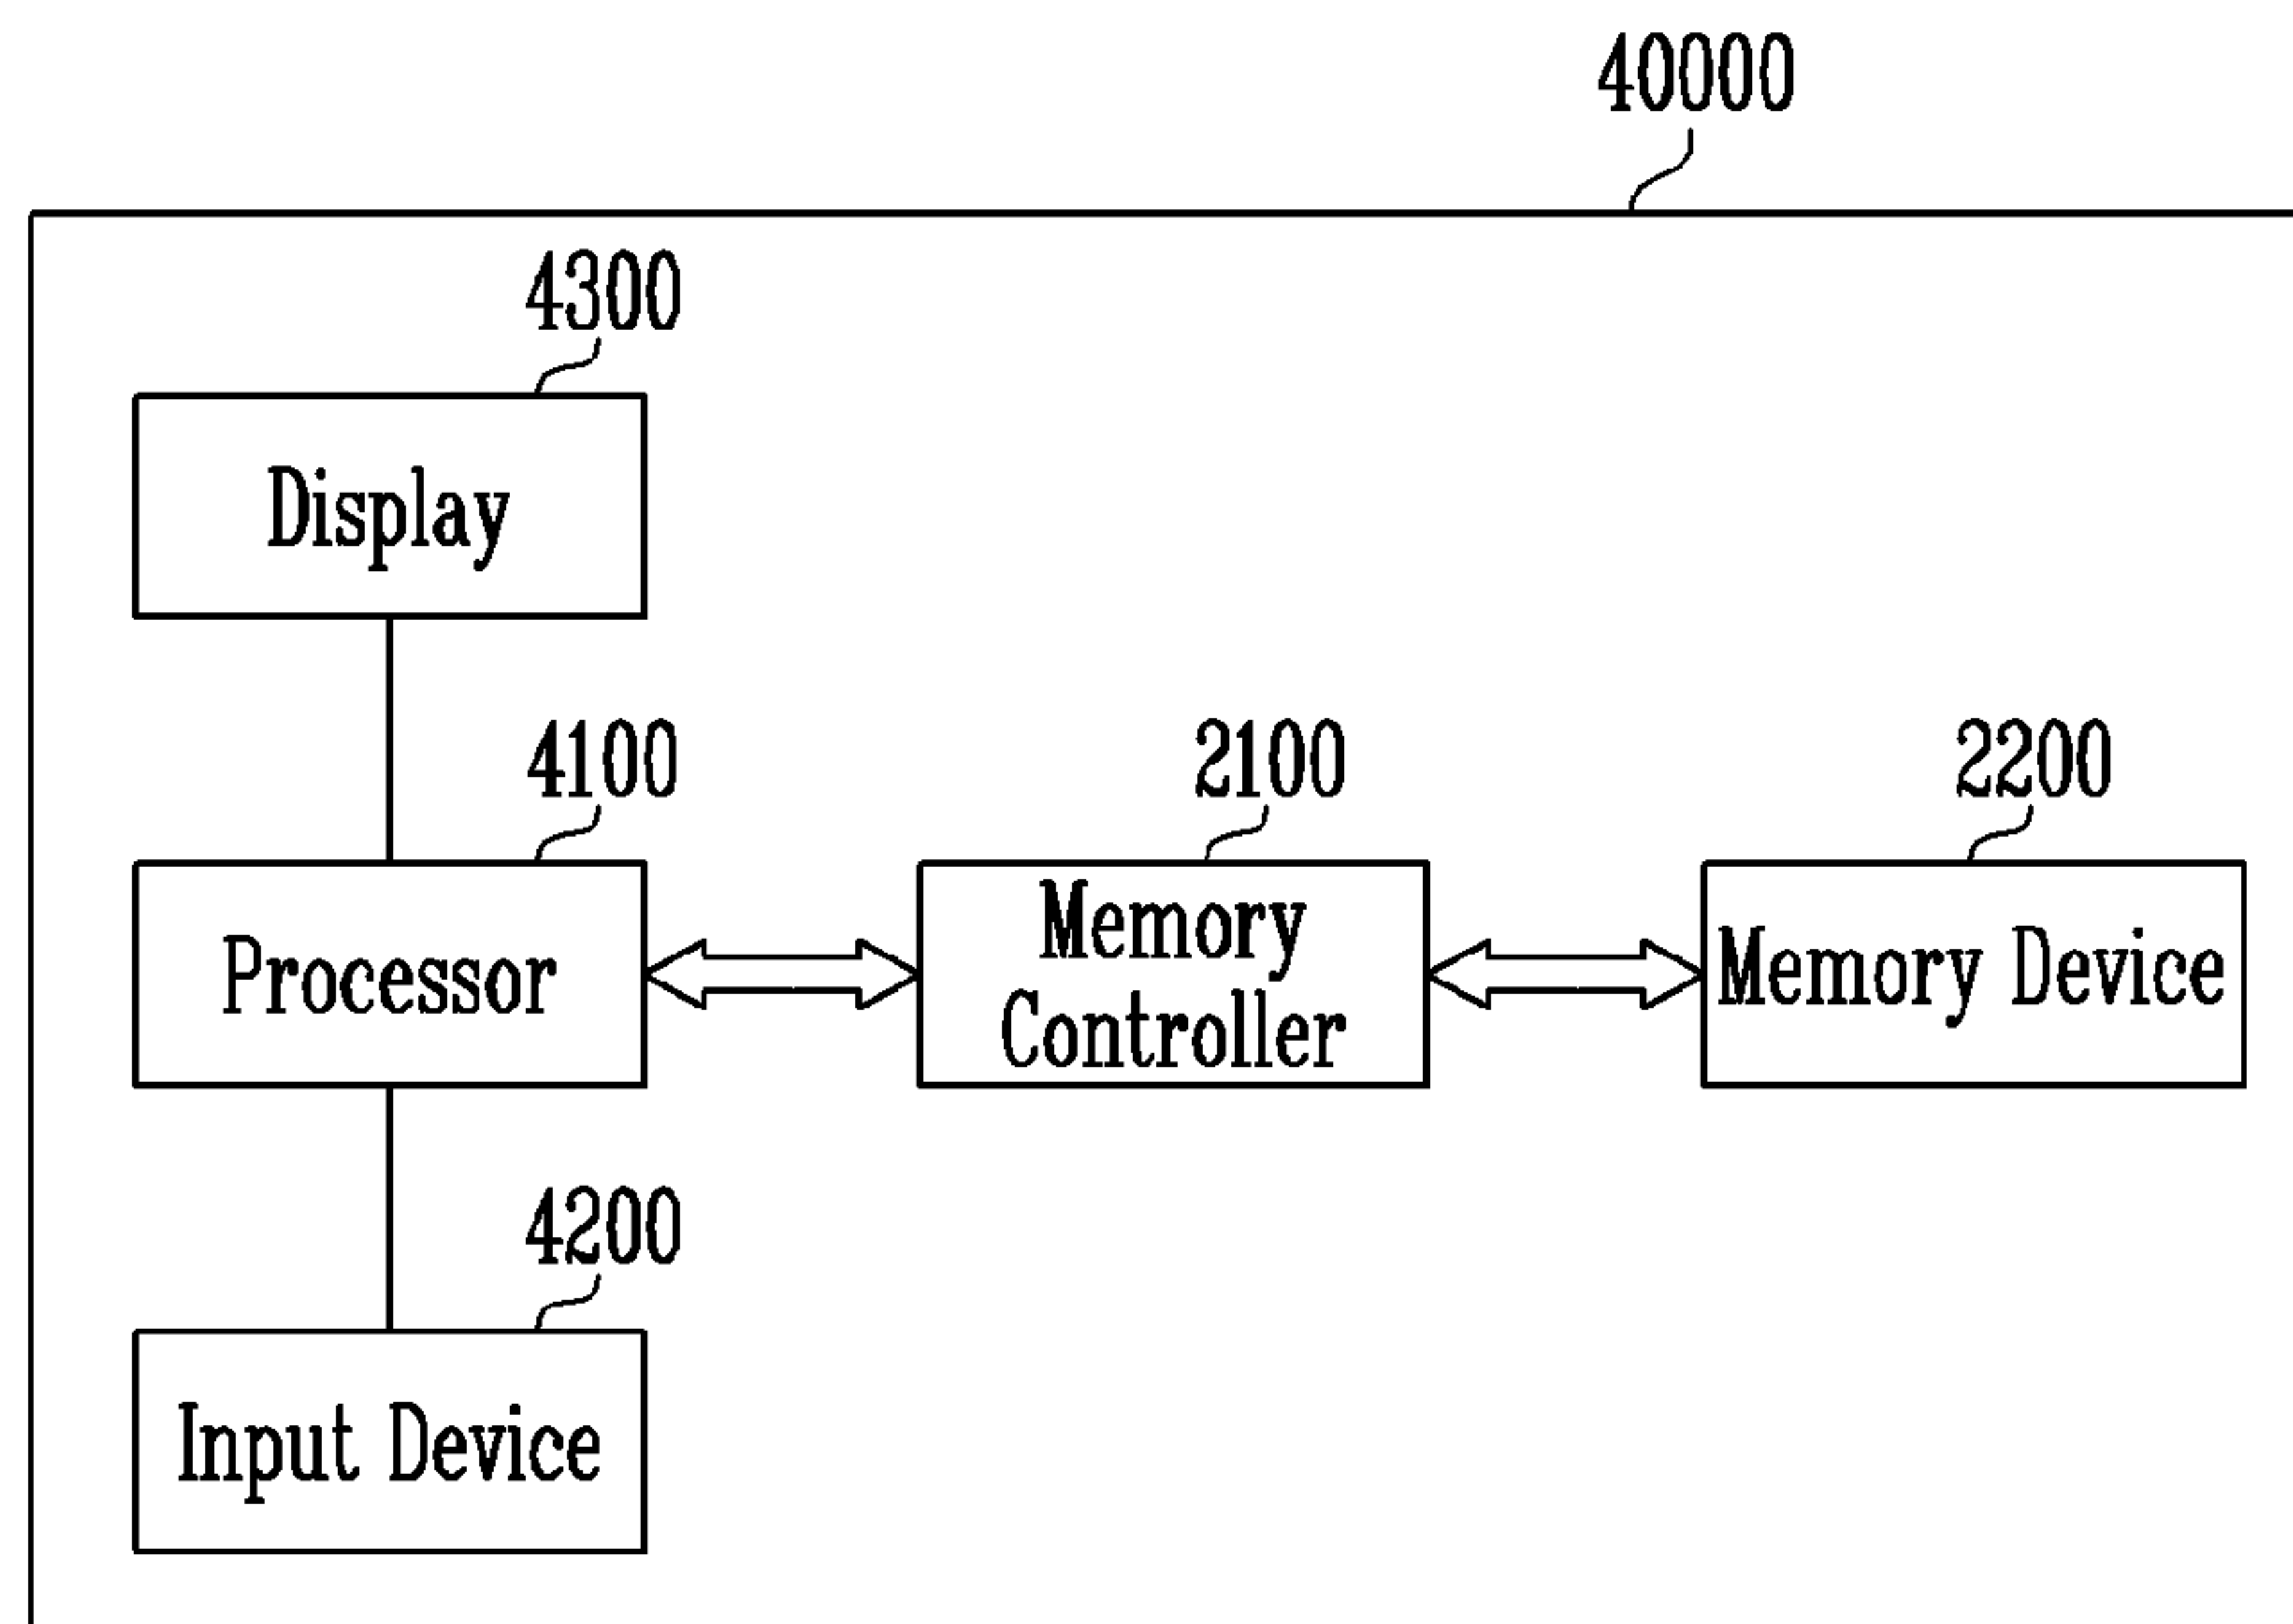 40000
4300
Display
4100
2100
2200
Processor
Memory
Controller
Memory Device
4200
Input Device